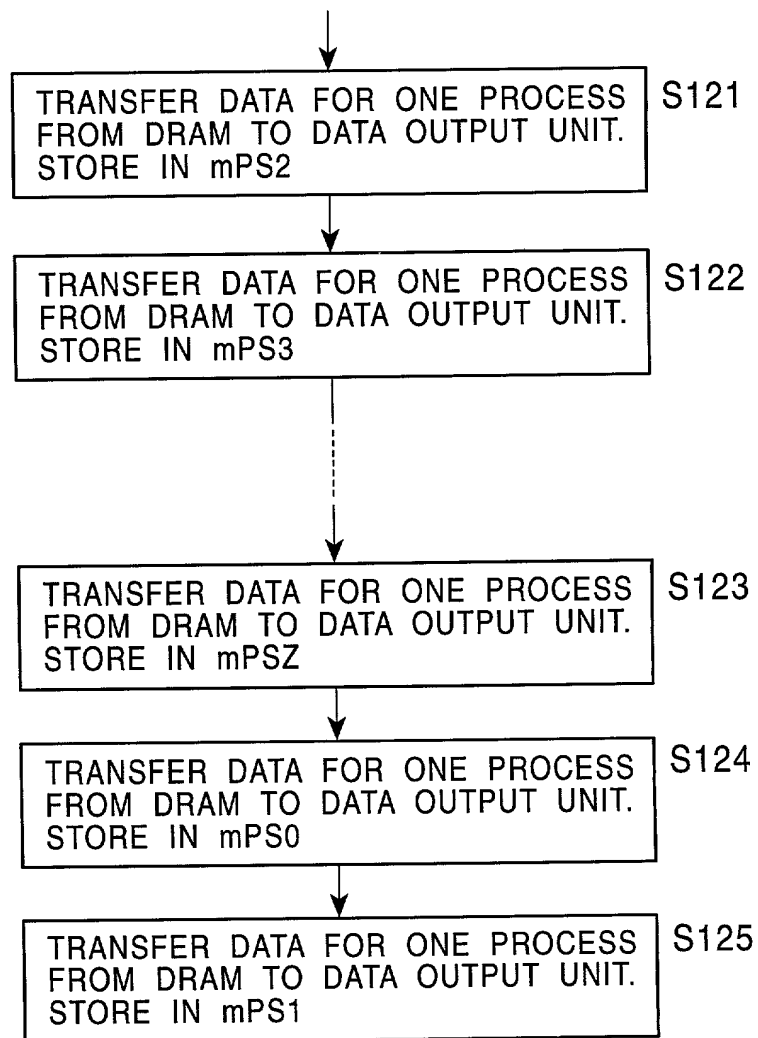 TRANSFER DATA FOR ONE PROCESS
FROM DRAM TO DATA OUTPUT UNIT.
STORE IN mPS2
S121
TRANSFER DATA FOR ONE PROCESS
FROM DRAM TO DATA OUTPUT UNIT.
STORE IN mPS3
S122
TRANSFER DATA FOR ONE PROCESS
FROM DRAM TO DATA OUTPUT UNIT.
STORE IN mPSZ
S123
TRANSFER DATA FOR ONE PROCESS
FROM DRAM TO DATA OUTPUT UNIT.
STORE IN mPS0
S124
TRANSFER DATA FOR ONE PROCESS
FROM DRAM TO DATA OUTPUT UNIT.
STORE IN mPS1
S125